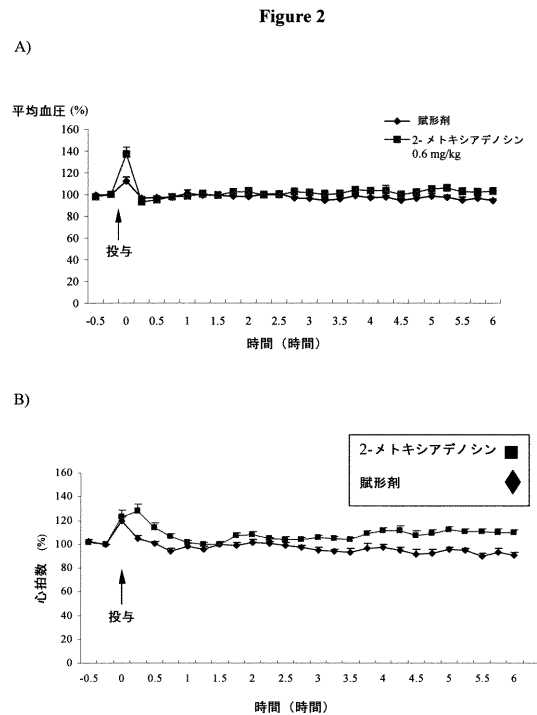 Figure 2
A)
平均血圧 (%)
賦形剤
2- メトキシアデノシン
0.6 mg/kg
160
140
120
100
80
60
40
20
0
投与
-0.5 0 0.5 1 1.5 2 2.5 3 3.5 4 4.5 5 5.5 6
時間（時間）
B)
2-メトキシアデノシン
賦形剤
心拍数 (%)
160
140
120
100
80
60
40
20
0
投与
-0.5 0 0.5 1 1.5 2 2.5 3 3.5 4 4.5 5 5.5 6
時間（時間）